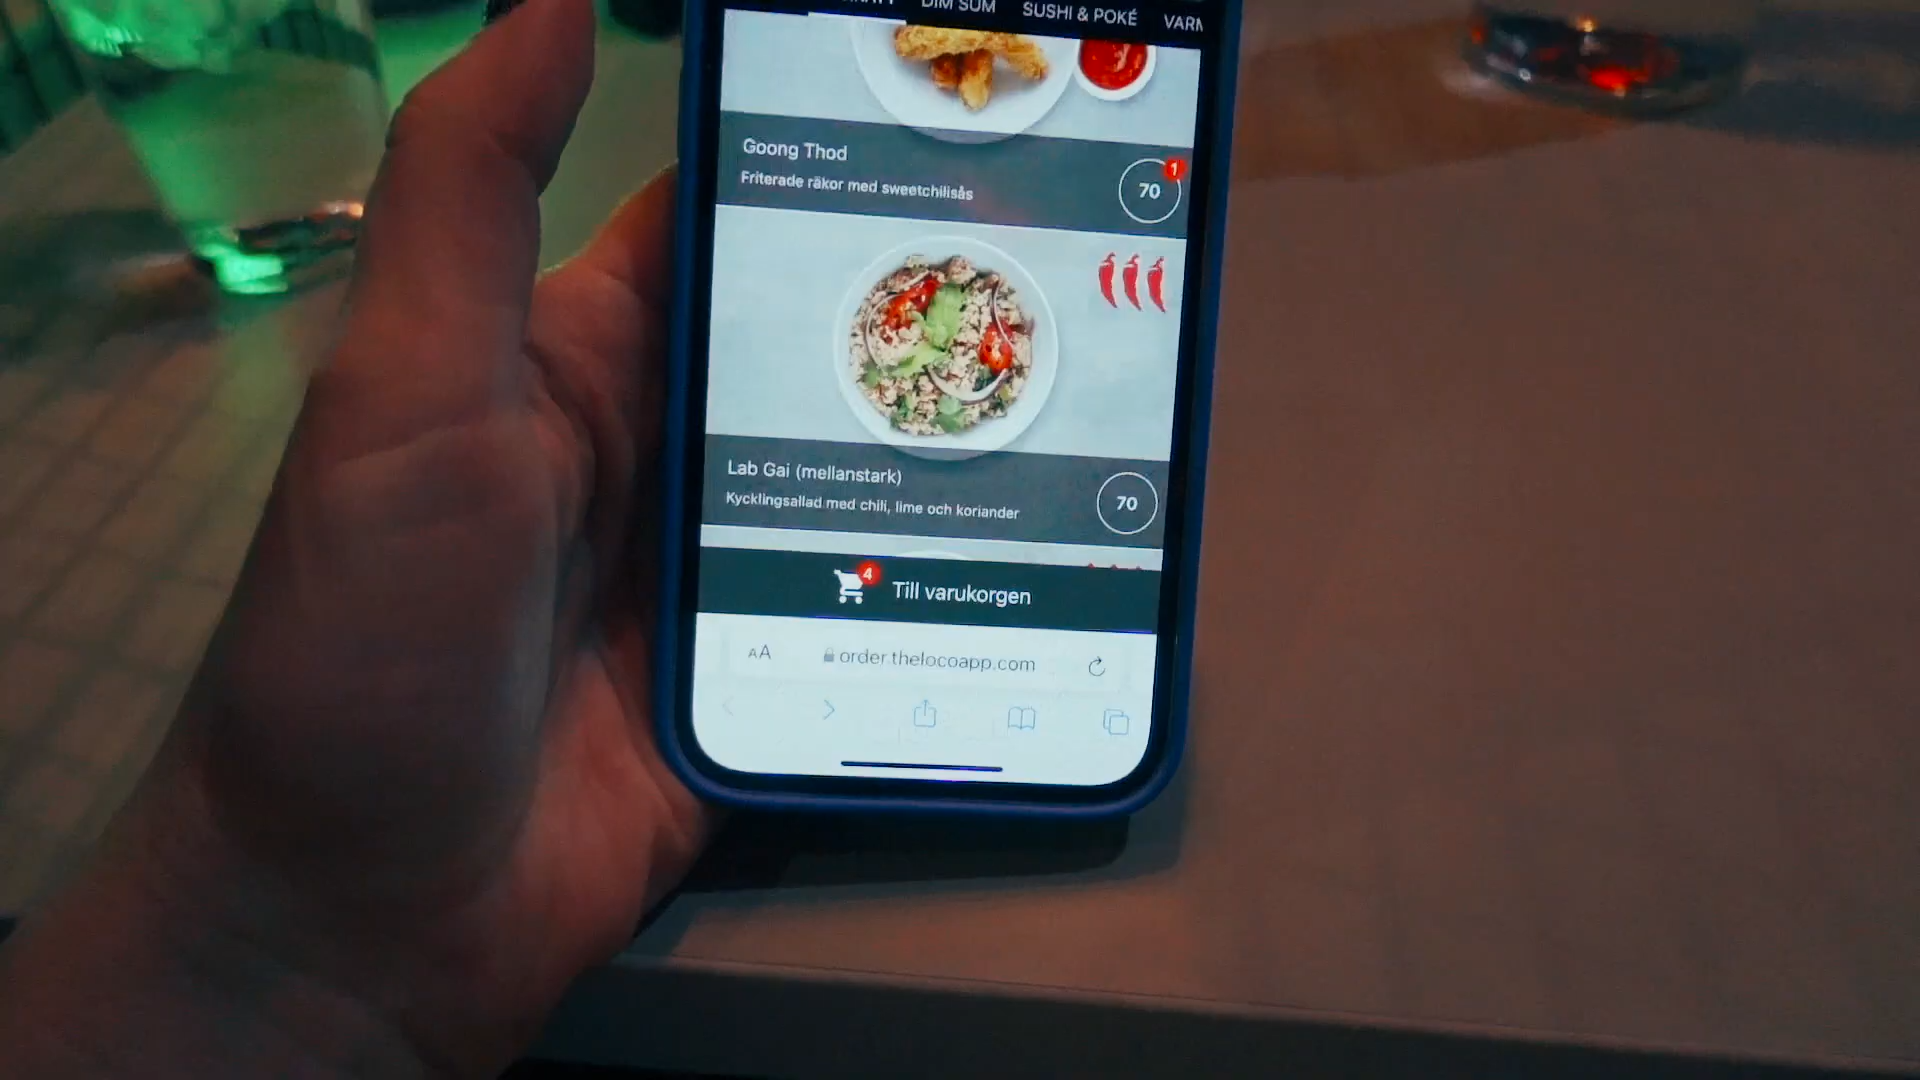 DIM SUM SUSHI & POKÉ
Goong Thod
Friterade räkor med sweetchilisås
70
1
Lab Gai (mellanstark)
Kycklingsallad med chili, lime och koriander
70
4
Till varukorgen
AA order.thelocoapp.com